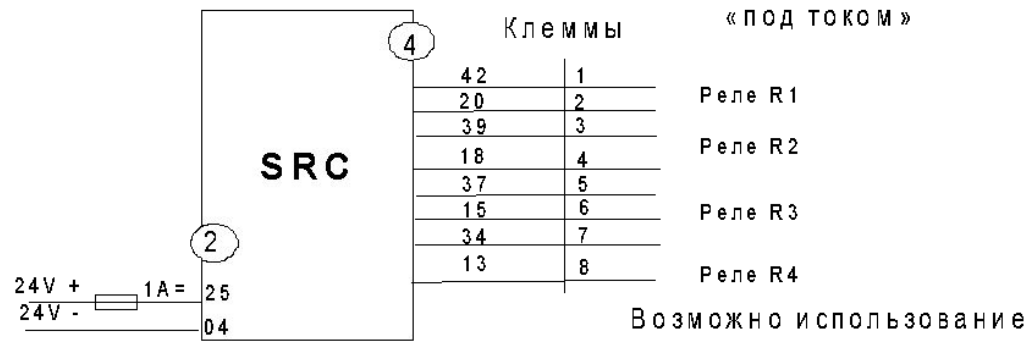 Клеммы «под током»
4
42 1
20 2 Реле R1
39 3
18 4 Реле R2
SRC
37 5
15 6 Реле R3
34 7
2
13 8 Реле R4
24V + 1A= 25
24V - 04
Возможно использование